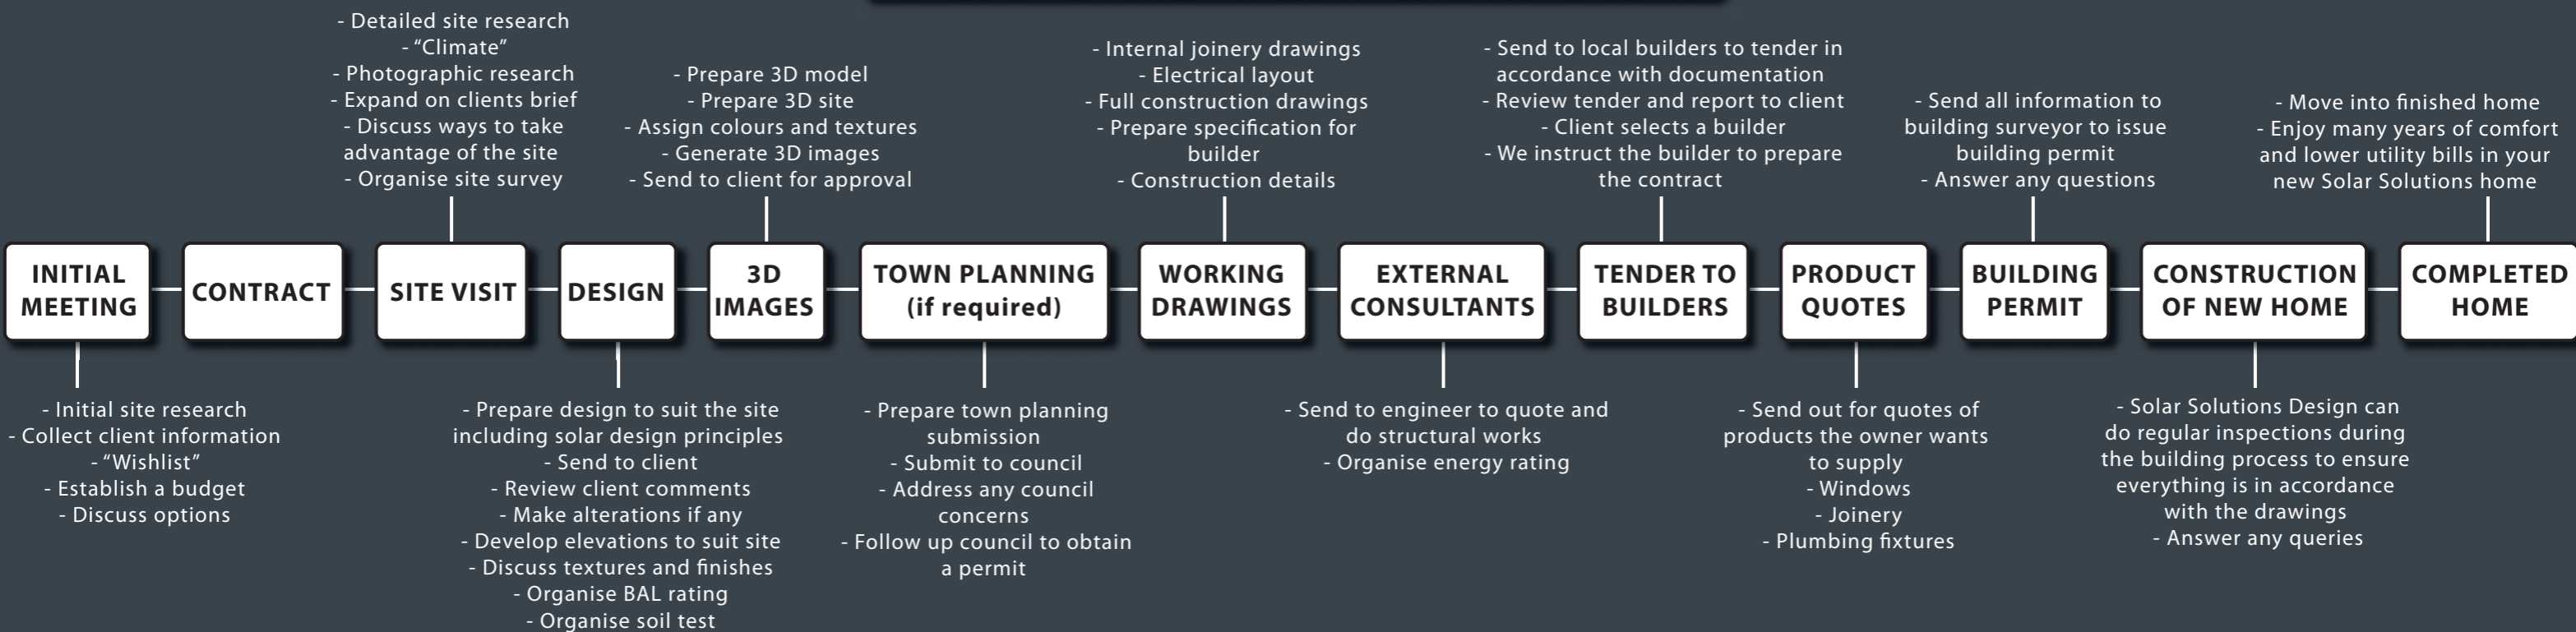 - Detailed site research
- “Climate”
- Photographic research
- Expand on clients brief
- Discuss ways to take
advantage of the site
- Organise site survey
- Prepare 3D model
- Prepare 3D site
- Assign colours and textures
- Generate 3D images
- Send to client for approval
- Internal joinery drawings
- Electrical layout
- Full construction drawings
- Prepare specification for
builder
- Construction details
- Send to local builders to tender in
accordance with documentation
- Review tender and report to client
- Client selects a builder
- We instruct the builder to prepare
the contract
- Send all information to
building surveyor to issue
building permit
- Answer any questions
- Move into finished home
- Enjoy many years of comfort
and lower utility bills in your
new Solar Solutions home
INITIAL
MEETING
CONTRACT
SITE VISIT
DESIGN
3D
IMAGES
TOWN PLANNING
(if required)
WORKING
DRAWINGS
EXTERNAL
CONSULTANTS
TENDER TO
BUILDERS
PRODUCT
QUOTES
BUILDING
PERMIT
CONSTRUCTION
OF NEW HOME
COMPLETED
HOME
- Initial site research
- Collect client information
- “Wishlist”
- Establish a budget
- Discuss options
- Prepare design to suit the site
including solar design principles
- Send to client
- Review client comments
- Make alterations if any
- Develop elevations to suit site
- Discuss textures and finishes
- Organise BAL rating
- Organise soil test
- Prepare town planning
submission
- Submit to council
- Address any council
concerns
- Follow up council to obtain
a permit
- Send to engineer to quote and
do structural works
- Organise energy rating
- Send out for quotes of
products the owner wants
to supply
- Windows
- Joinery
- Plumbing fixtures
- Solar Solutions Design can
do regular inspections during
the building process to ensure
everything is in accordance
with the drawings
- Answer any queries